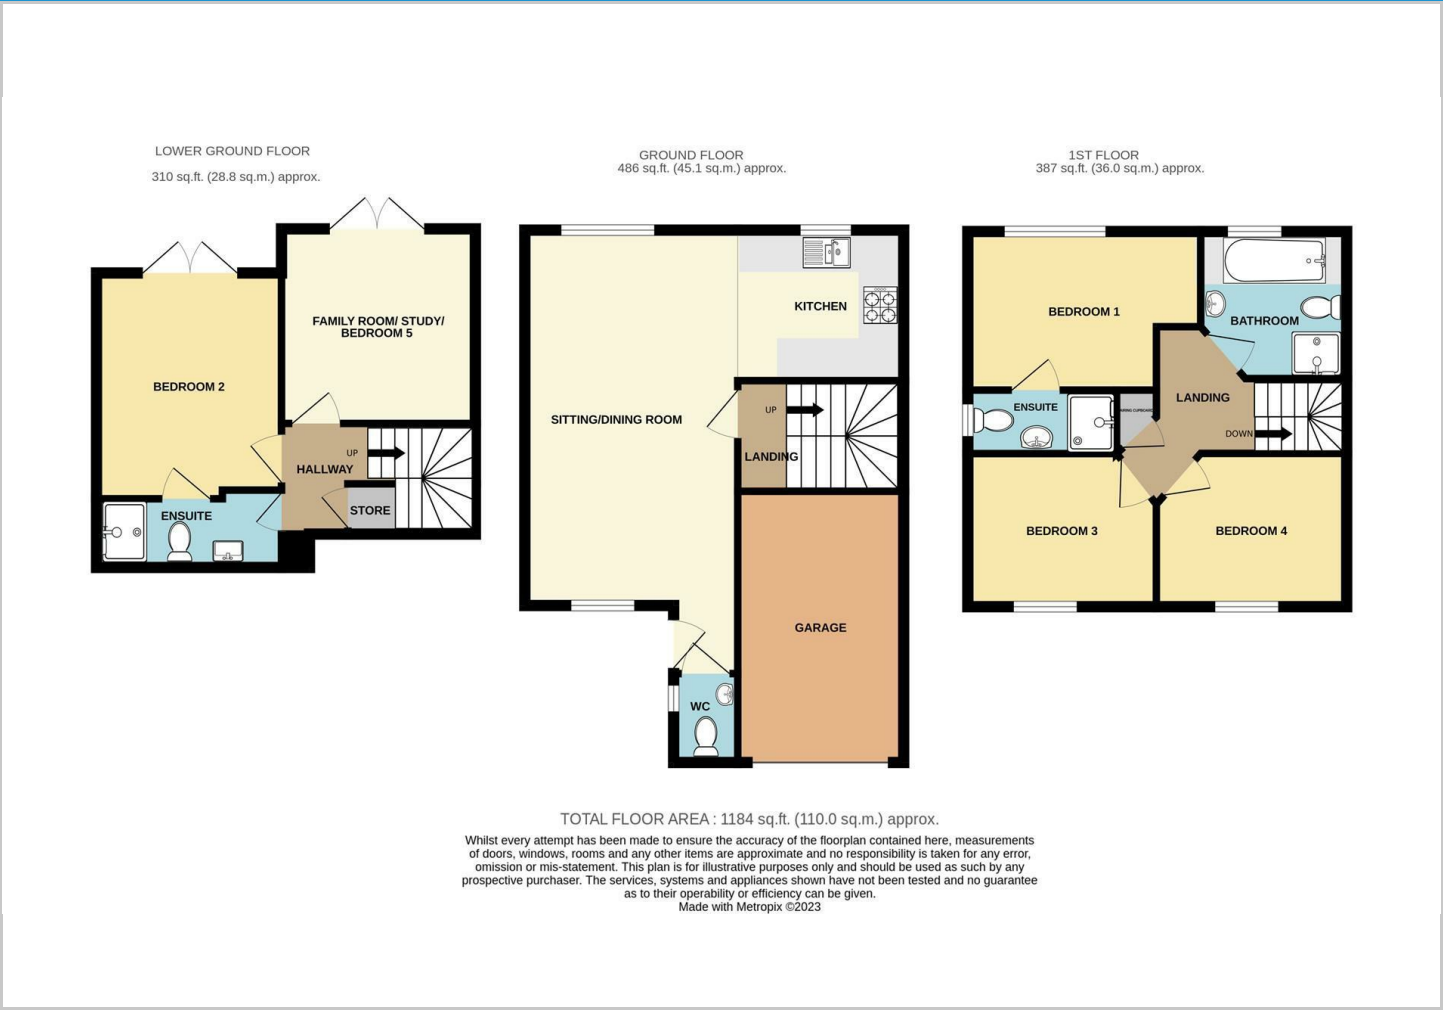 LOWER GROUND FLOOR
310 sq.ft. (28.8 sq.m.) approx.
GROUND FLOOR
486 sq.ft. (45.1 sq.m.) approx.
1ST FLOOR
387 sq.ft. (36.0 sq.m.) approx.
FAMILY ROOM/ STUDY/
BEDROOM 5
BEDROOM 2
UP
HALLWAY
STORE
ENSUITE
KITCHEN
SITTING/DINING ROOM
UP
LANDING
GARAGE
WC
BEDROOM 1
BATHROOM
LANDING
ENSUITE
DOWN
BEDROOM 3
BEDROOM 4
TOTAL FLOOR AREA : 1184 sq.ft. (110.0 sq.m.) approx.
Whilst every attempt has been made to ensure the accuracy of the floorplan contained here, measurements
of doors, windows, rooms and any other items are approximate and no responsibility is taken for any error,
omission or mis-statement. This plan is for illustrative purposes only and should be used as such by any
prospective purchaser. The services, systems and appliances shown have not been tested and no guarantee
as to their operability or efficiency can be given.
Made with Metropix ©2023